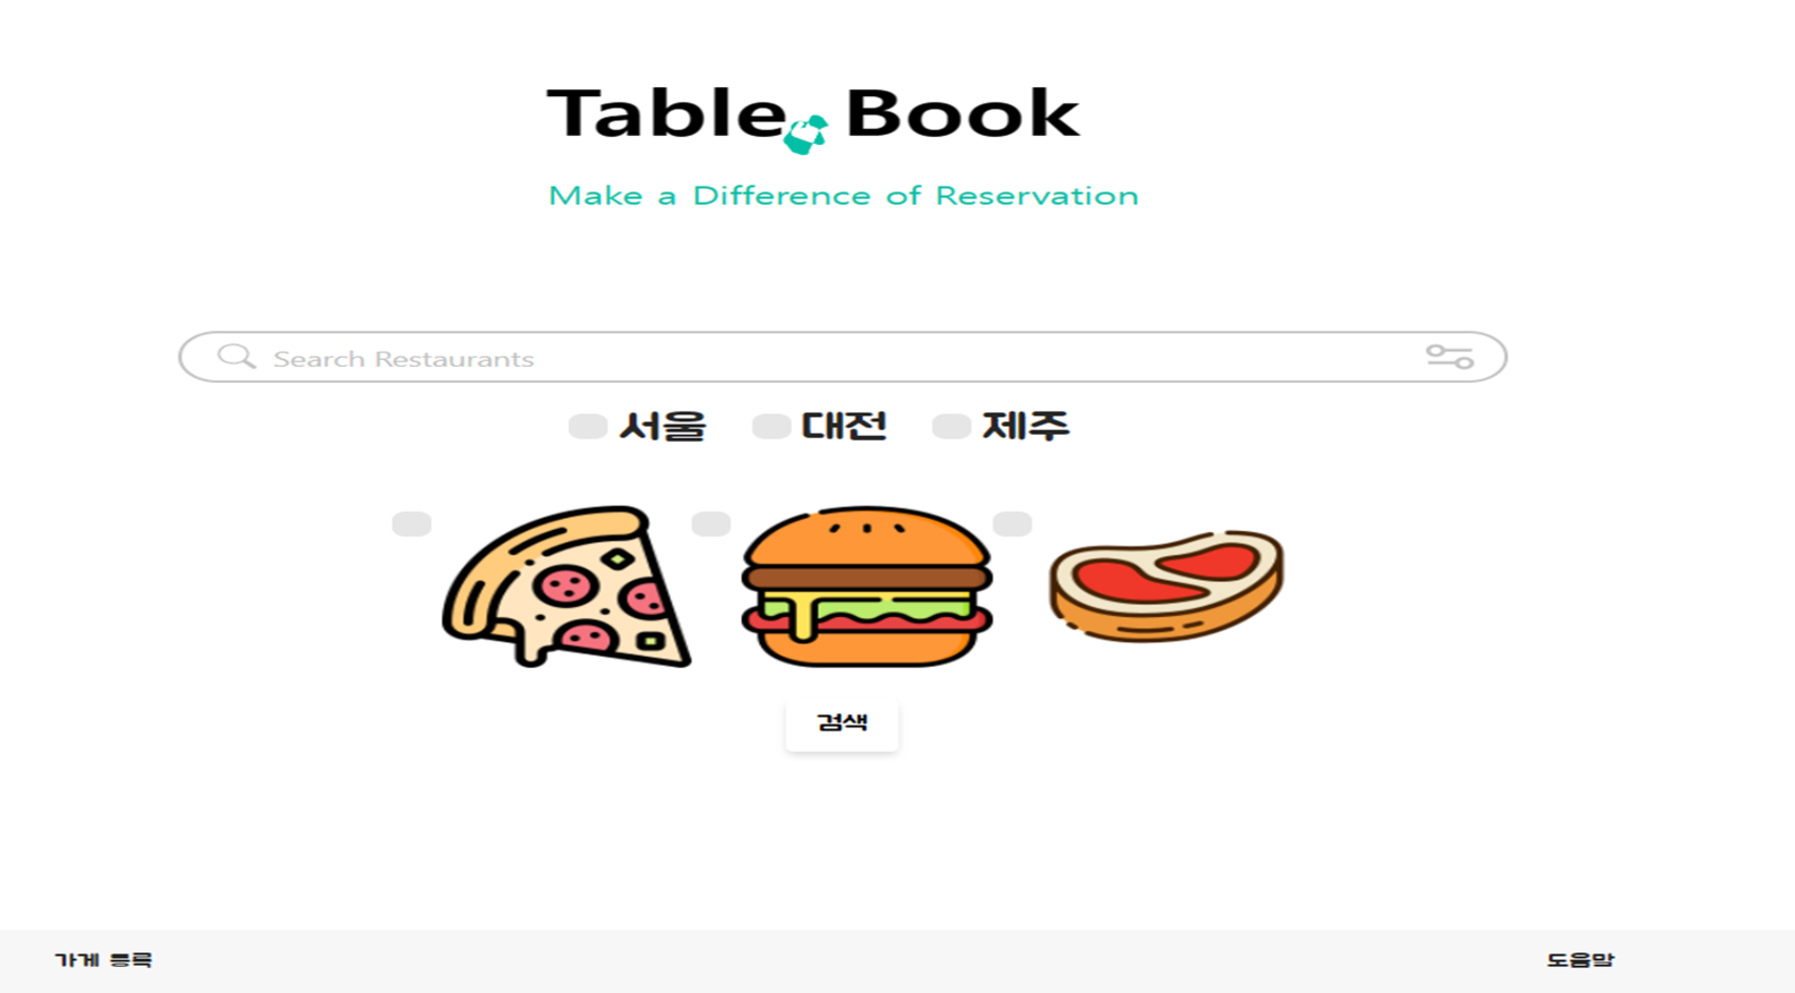 Table Book
Make a Difference of Reservation
Search Restaurants
서울 대전 제주
검색
가게 등록 도움말